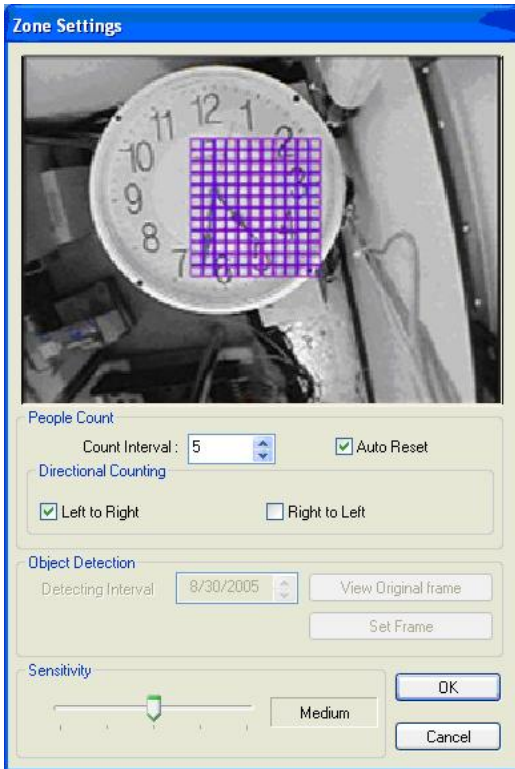 Zone Settings
12
11
1
10
2
9
8
7
6
People Count
Count Interval : 5
Auto Reset
Directional Counting
Left to Right
Right to Left
Object Detection
Detecting Interval 8/30/2005 View Original frame
Set Frame
Sensitivity
Medium
OK
Cancel